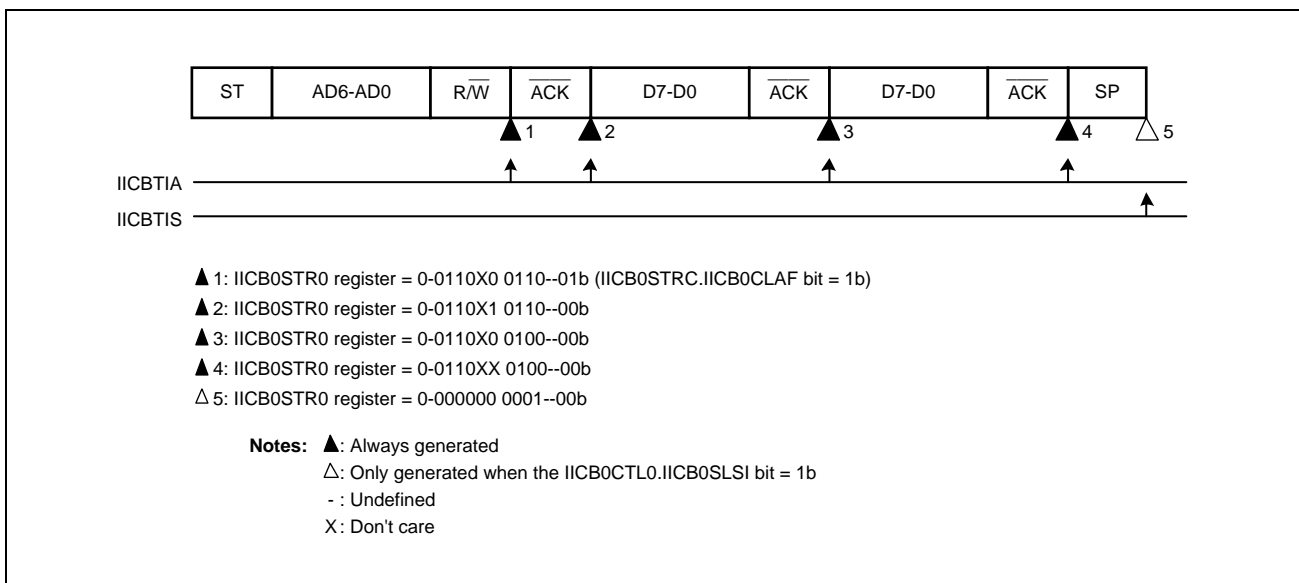 ST AD6-AD0 R/W ACK D7-D0 ACK D7-D0 ACK SP
▲1 ▲2 ▲3 ▲4 △5
IICBTIA
IICBTIS
▲ 1: IICB0STR0 register = 0-0110X0 0110--01b (IICB0STRC.IICB0CLAF bit = 1b)
▲ 2: IICB0STR0 register = 0-0110X1 0110--00b
▲ 3: IICB0STR0 register = 0-0110X0 0100--00b
▲ 4: IICB0STR0 register = 0-0110XX 0100--00b
△ 5: IICB0STR0 register = 0-000000 0001--00b
Notes: ▲: Always generated
△: Only generated when the IICB0CTL0.IICB0SLSI bit = 1b
- : Undefined
X: Don't care